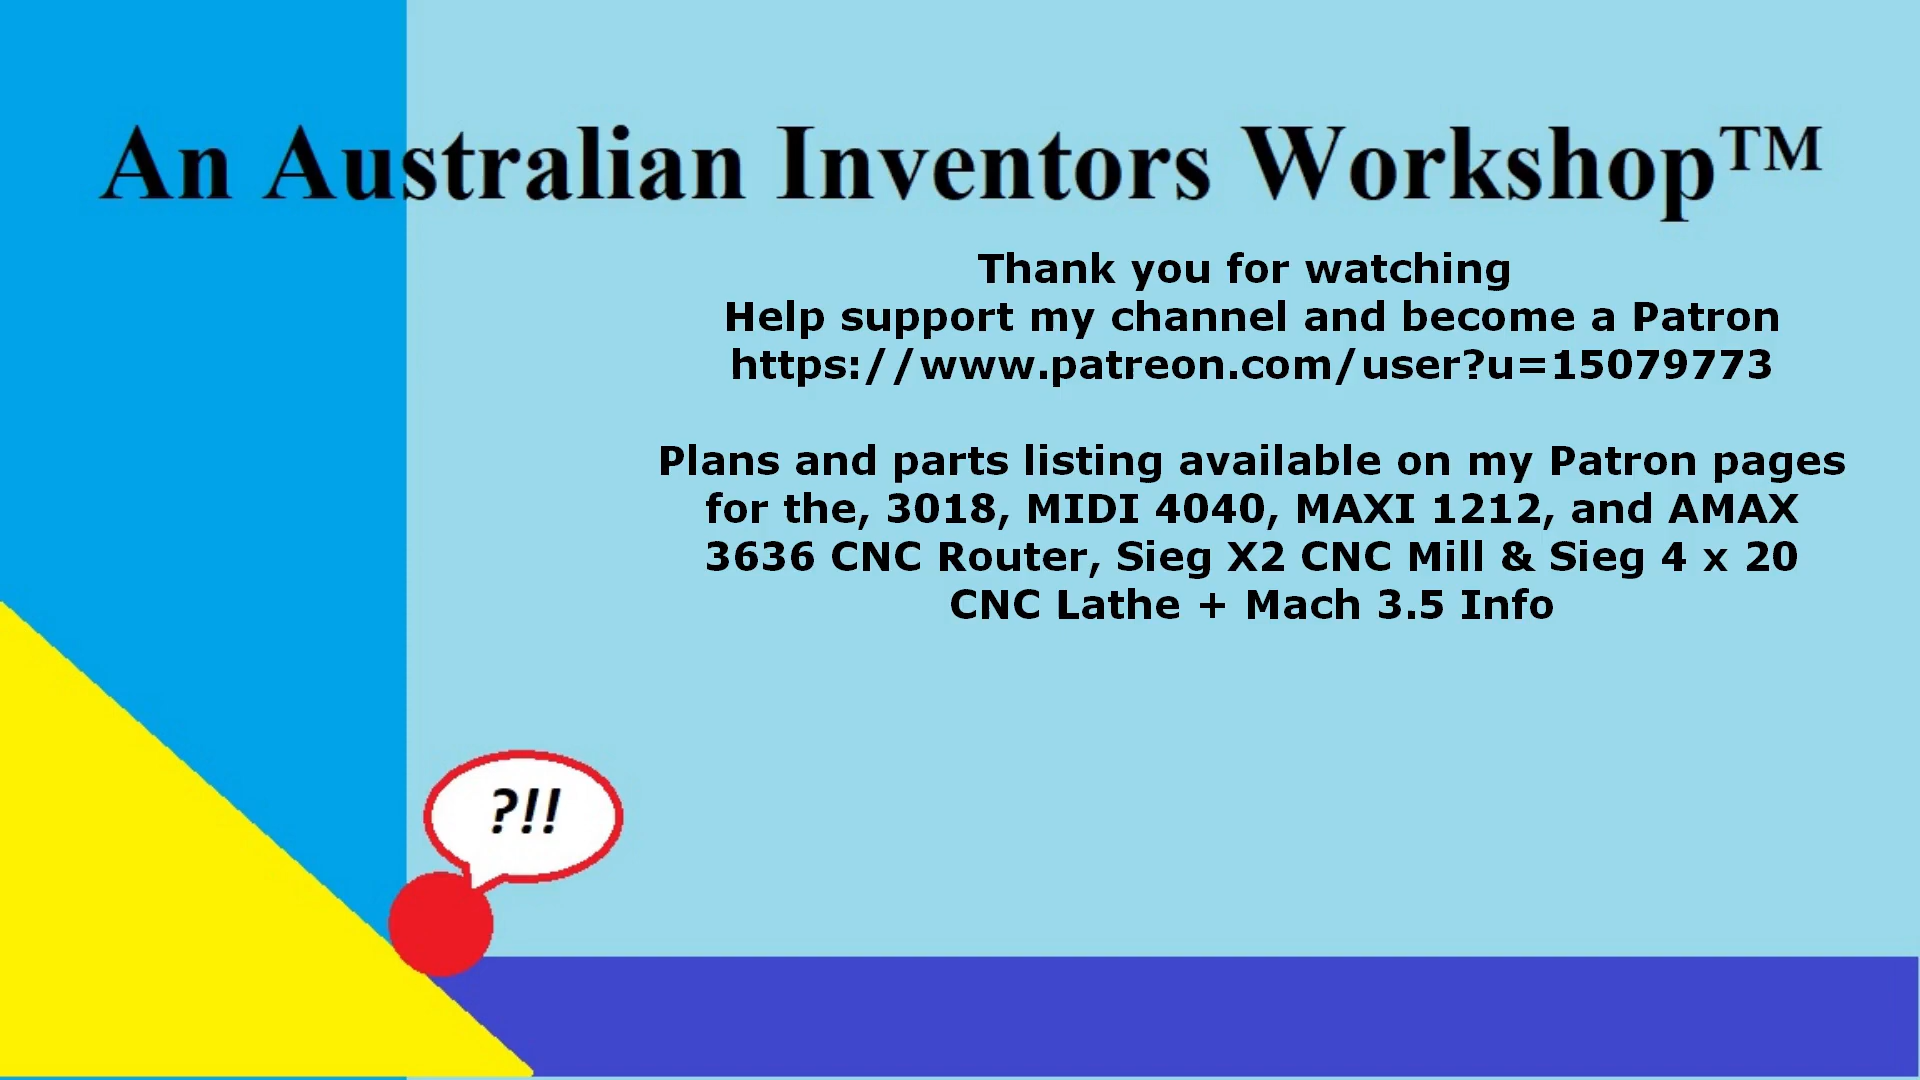 An Australian Inventors Workshop™
Thank you for watching
Help support my channel and become a Patron
https://www.patreon.com/user?u=15079773
Plans and parts listing available on my Patron pages
for the, 3018, MIDI 4040, MAXI 1212, and AMAX
3636 CNC Router, Sieg X2 CNC Mill & Sieg 4 x 20
CNC Lathe + Mach 3.5 Info
?!!